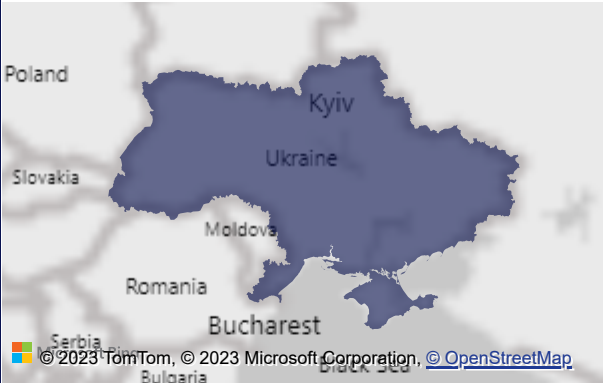 Poland
Kyiv
Ukraine
Slovakia
Moldova
Romania
Bucharest
Serbia
© 2023 TomTom, © 2023 Microsoft Corporation, © OpenStreetMap
Black Sea
Bulgaria